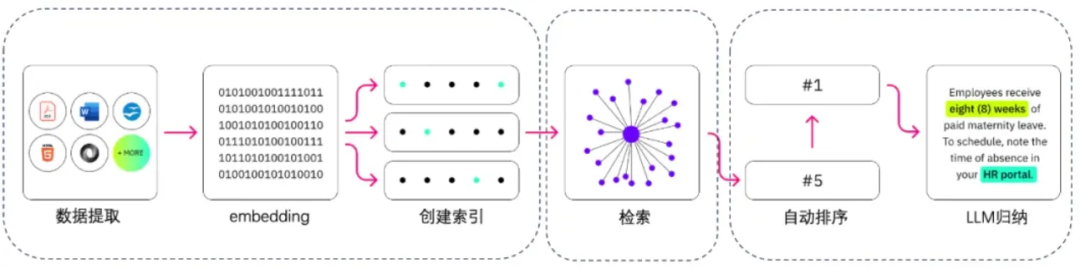 + MORE
数据提取
0101001001111011
0101001010010100
1001010100100110
0111010100100111
1011010100101001
0100100101010010
embedding
创建索引
检索
#1
#5
自动排序
Employees receive
eight (8) weeks of
paid maternity leave.
To schedule, note the
time of absence in
your HR portal.
LLM归纳